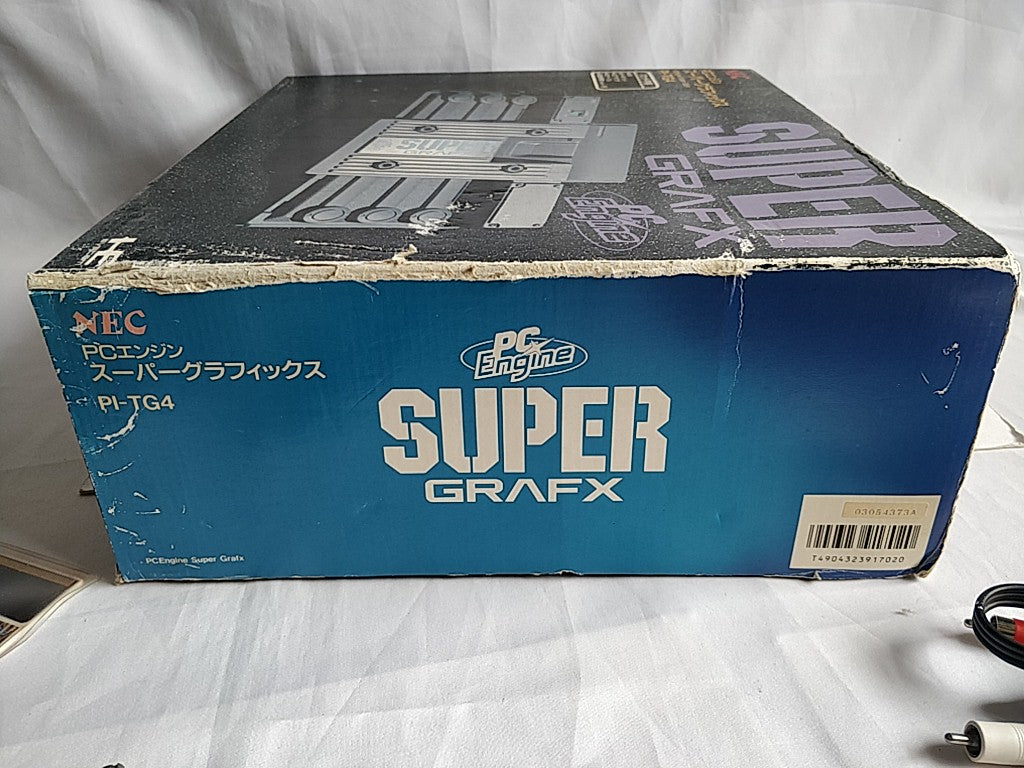 SUPER
GRAFX
PC Engine
NEC
PCエンジン
スーパーグラフィックス
PI-TG4
PC Engine
SUPER
GRAFX
PCEngine Super Grafx
03054373A
T4904323917020